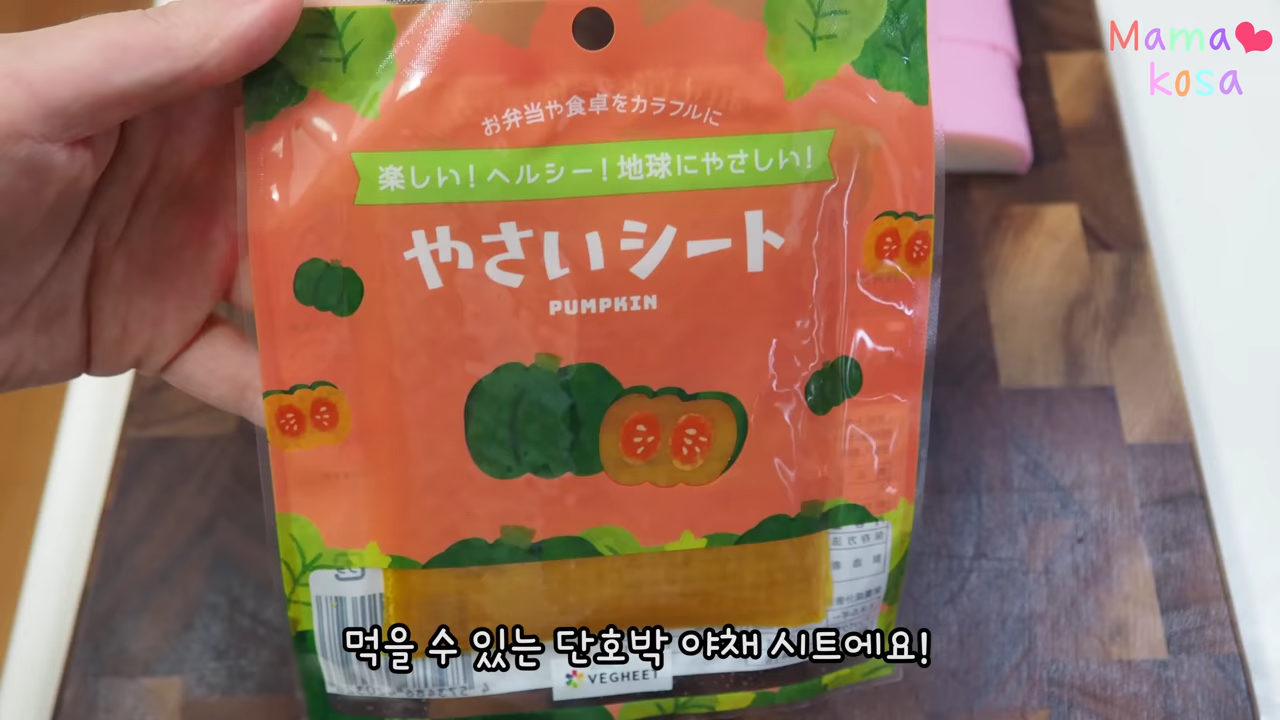 Mama
kosa
お弁当や食卓をカラフルに
楽しい！ヘルシー！地球にやさしい！
やさいシート
PUMPKIN
먹을 수 있는 단호박 야채 시트에요!
VEGHEET